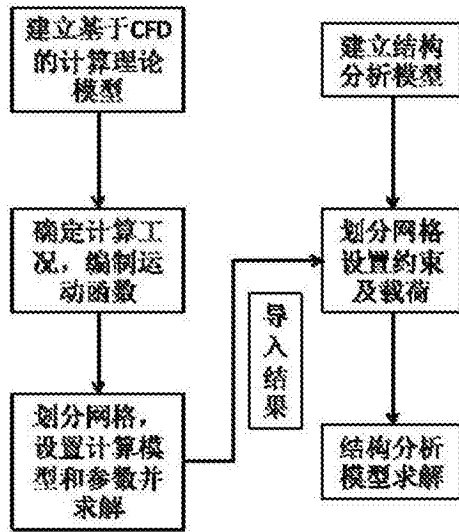 建立基于CFD
的计算理论
模型
确定计算工
况，编制运
动函数
划分网格，
设置计算模
型和参数并
求解
导
入
结
果
建立结构
分析模型
划分网格
设置约束
及载荷
结构分析
模型求解